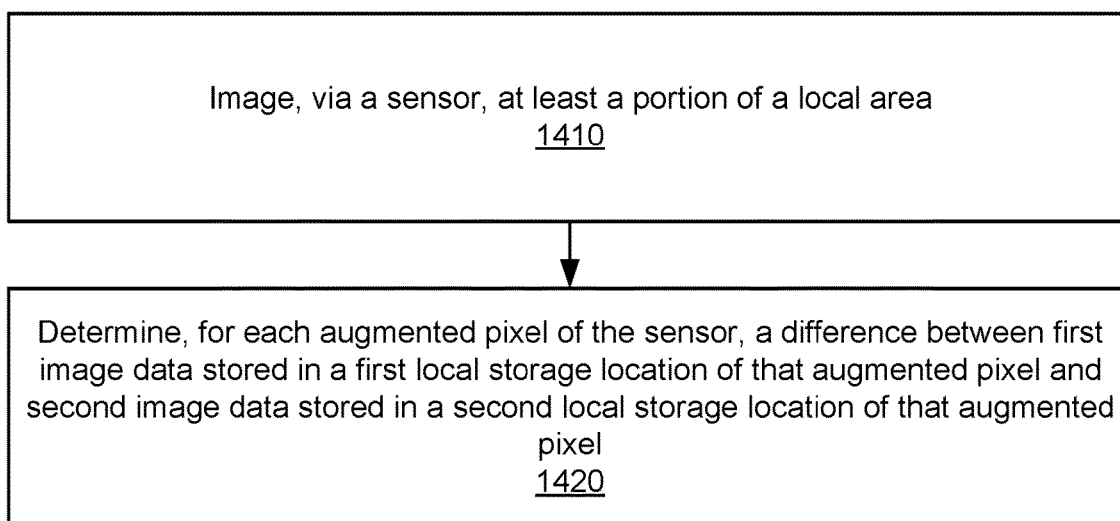 Image, via a sensor, at least a portion of a local area
1410
Determine, for each augmented pixel of the sensor, a difference between first
image data stored in a first local storage location of that augmented pixel and
second image data stored in a second local storage location of that augmented
pixel
1420